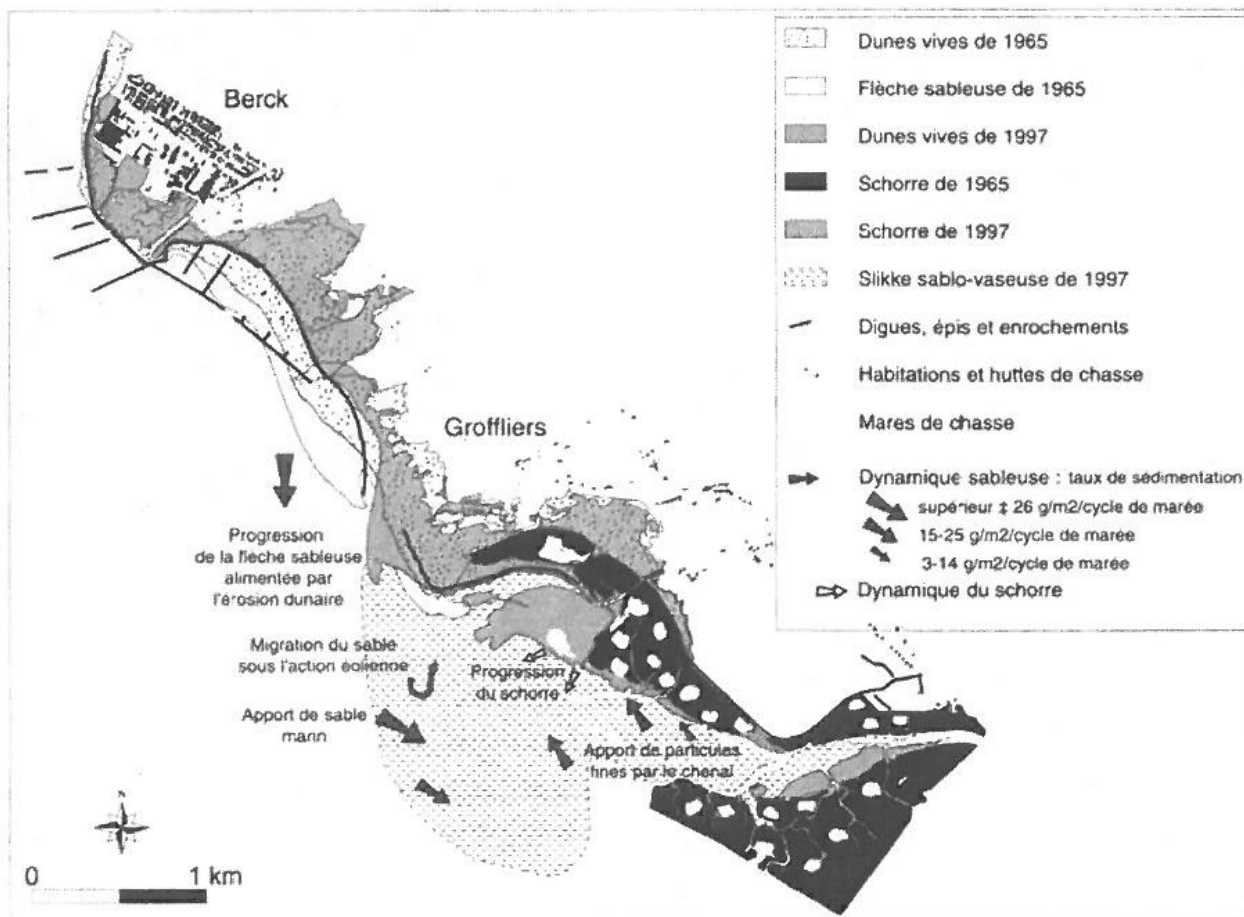 Berck
Groffliers
Progression
de la flèche sableuse
alimentée par
l'érosion dunaire
Migration du sable
sous l'action éolienne
Apport de sable
marin
Progression
du schorre
Apport de particules
fines par le chenal
N
0 1 km
Dunes vives de 1965
Flèche sableuse de 1965
Dunes vives de 1997
Schorre de 1965
Schorre de 1997
Slikke sablo-vaseuse de 1997
Digues, épis et enrochements
Habitations et huttes de chasse
Mares de chasse
Dynamique sableuse : taux de sédimentation
supérieur ‡ 26 g/m2/cycle de marée
15-25 g/m2/cycle de marée
3-14 g/m2/cycle de marée
Dynamique du schorre